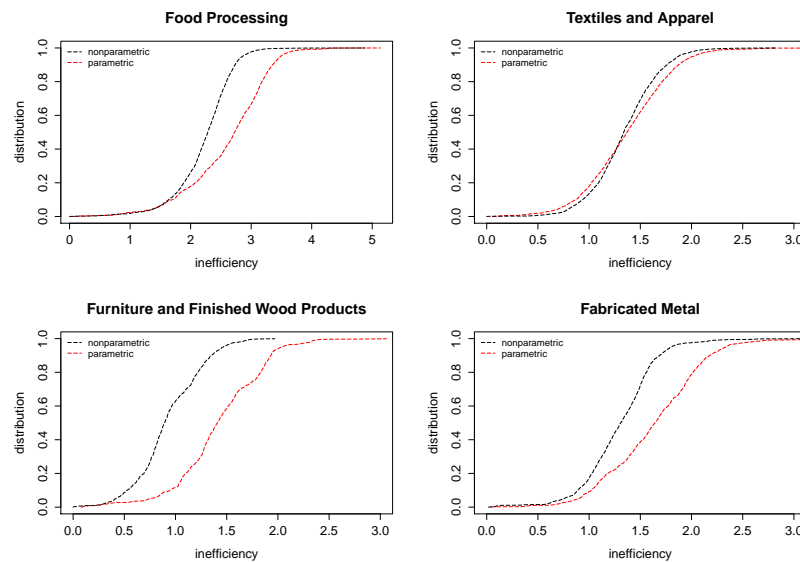 Food Processing
nonparametric
parametric
distribution
0.0 0.2 0.4 0.6 0.8 1.0
0 1 2 3 4 5
inefficiency
Textiles and Apparel
nonparametric
parametric
distribution
0.0 0.2 0.4 0.6 0.8 1.0
0.0 0.5 1.0 1.5 2.0 2.5 3.0
inefficiency
Furniture and Finished Wood Products
nonparametric
parametric
distribution
0.0 0.2 0.4 0.6 0.8 1.0
0.0 0.5 1.0 1.5 2.0 2.5 3.0
inefficiency
Fabricated Metal
nonparametric
parametric
distribution
0.0 0.2 0.4 0.6 0.8 1.0
0.0 0.5 1.0 1.5 2.0 2.5 3.0
inefficiency